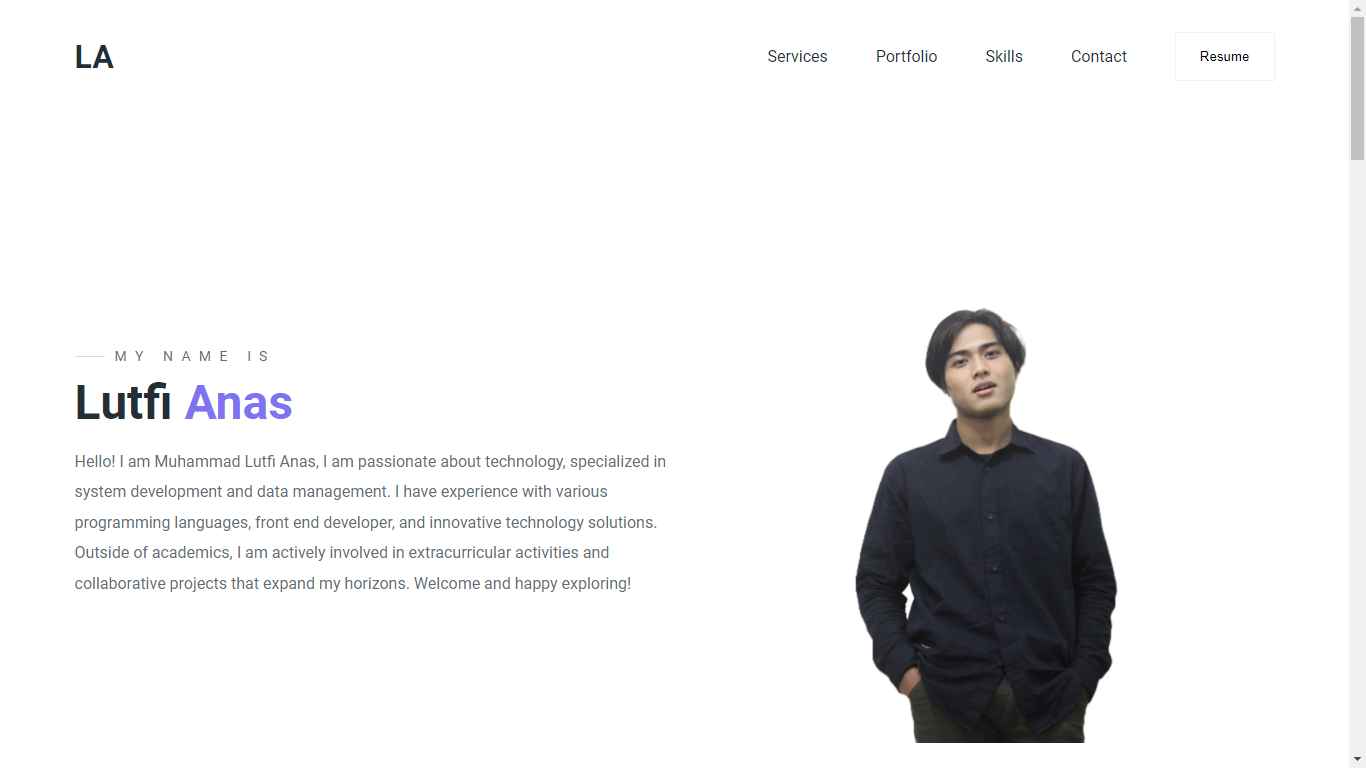 LA
Services Portfolio Skills Contact Resume
MY NAME IS
Lutfi Anas
Hello! I am Muhammad Lutfi Anas, I am passionate about technology, specialized in
system development and data management. I have experience with various
programming languages, front end developer, and innovative technology solutions.
Outside of academics, I am actively involved in extracurricular activities and
collaborative projects that expand my horizons. Welcome and happy exploring!